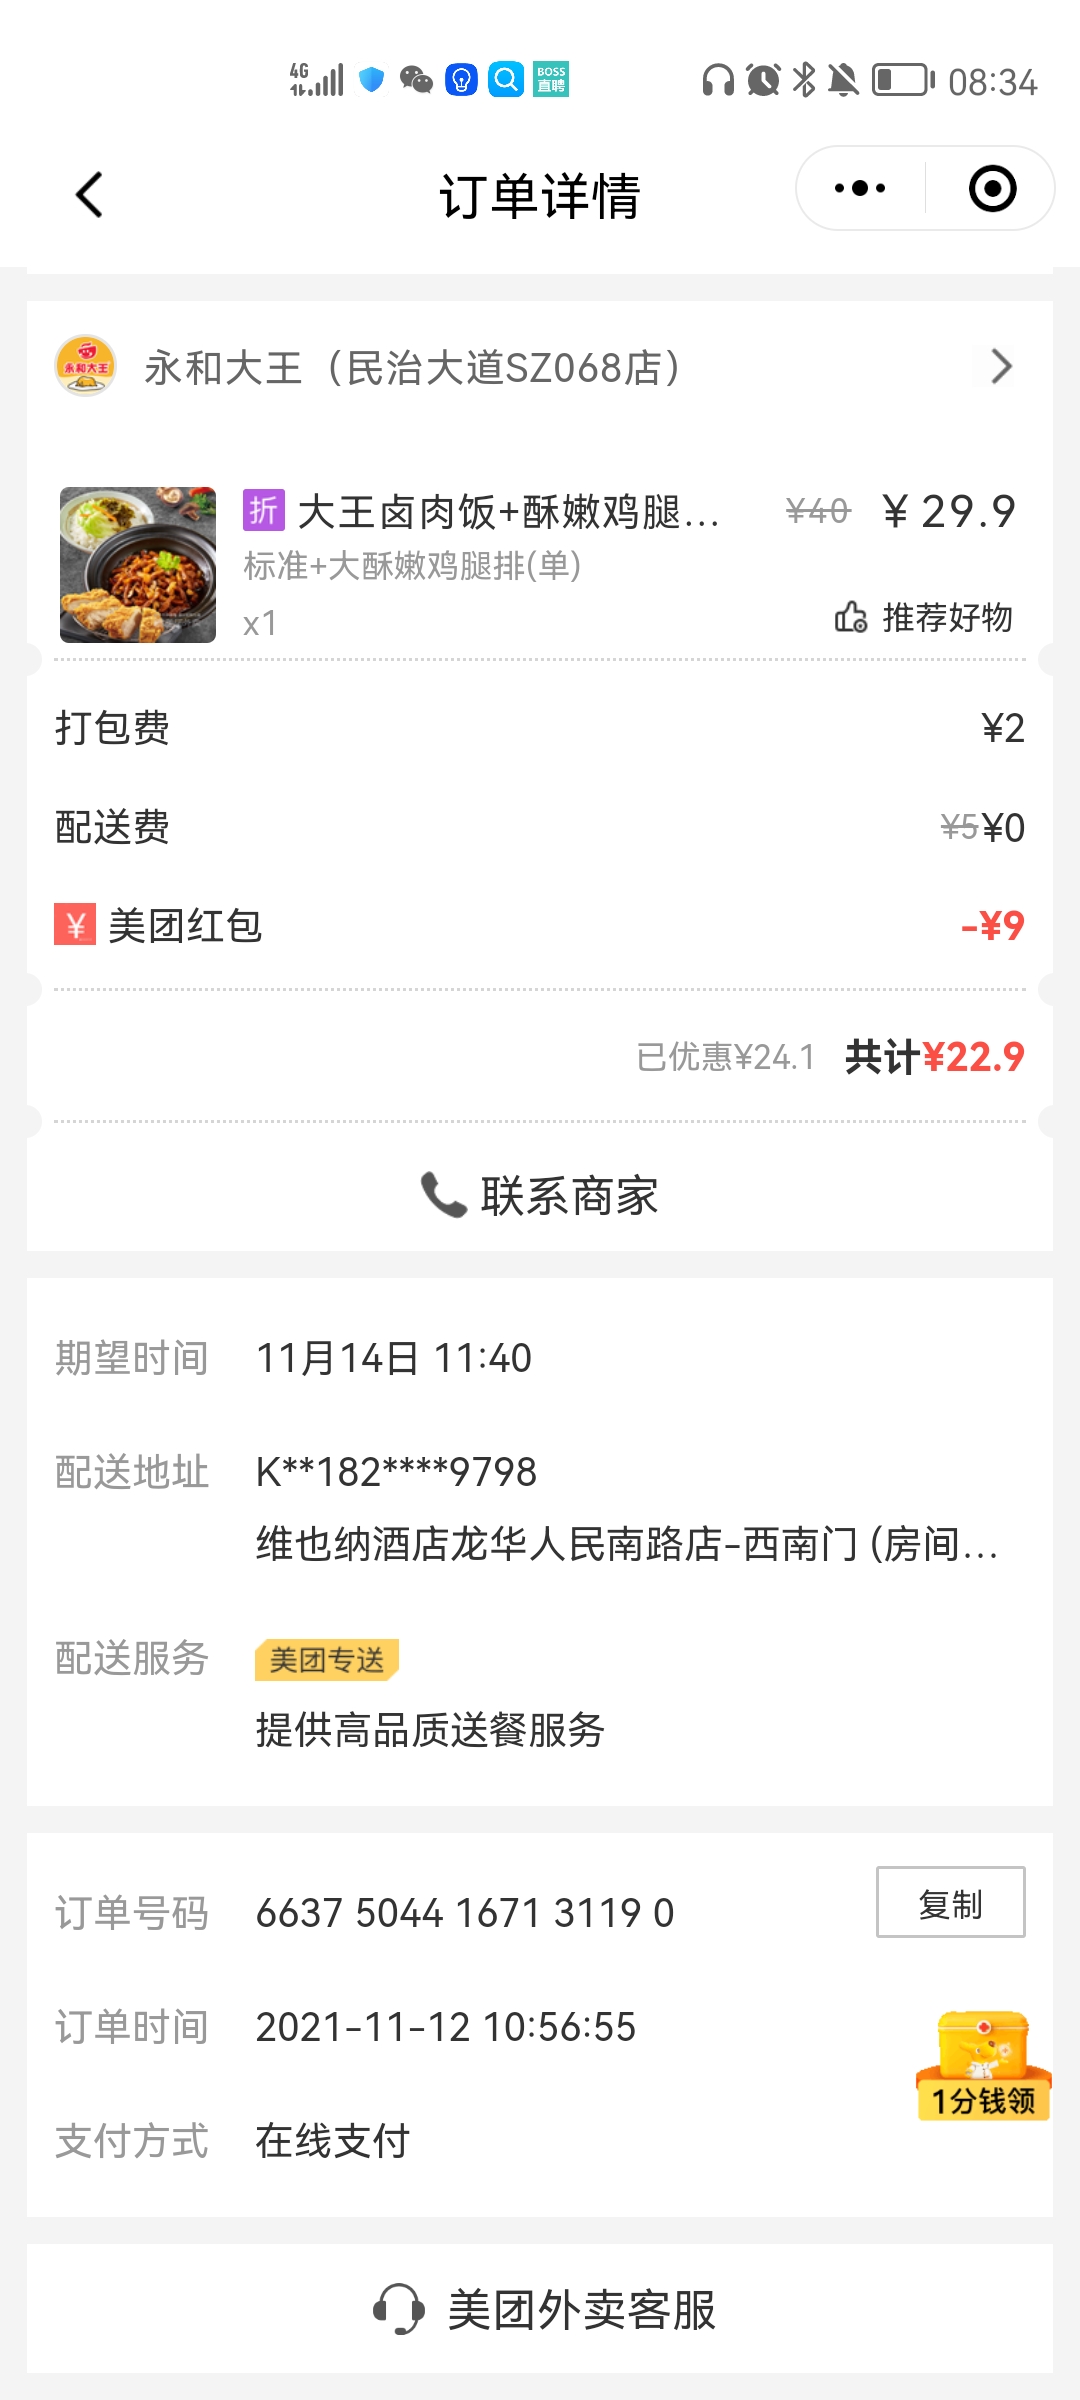 4G
BOSS
直聘
08:34
订单详情
永和大王
永和大王（民治大道SZ068店）
折 大王卤肉饭+酥嫩鸡腿... ¥40 ¥29.9
标准+大酥嫩鸡腿排(单)
x1
推荐好物
打包费 ¥2
配送费 ¥5 ¥0
¥ 美团红包 -¥9
已优惠¥24.1 共计¥22.9
联系商家
期望时间 11月14日 11:40
配送地址 K**182****9798
维也纳酒店龙华人民南路店-西南门 (房间...
配送服务 美团专送
提供高品质送餐服务
订单号码 6637 5044 1671 3119 0
复制
订单时间 2021-11-12 10:56:55
1分钱领
支付方式 在线支付
美团外卖客服